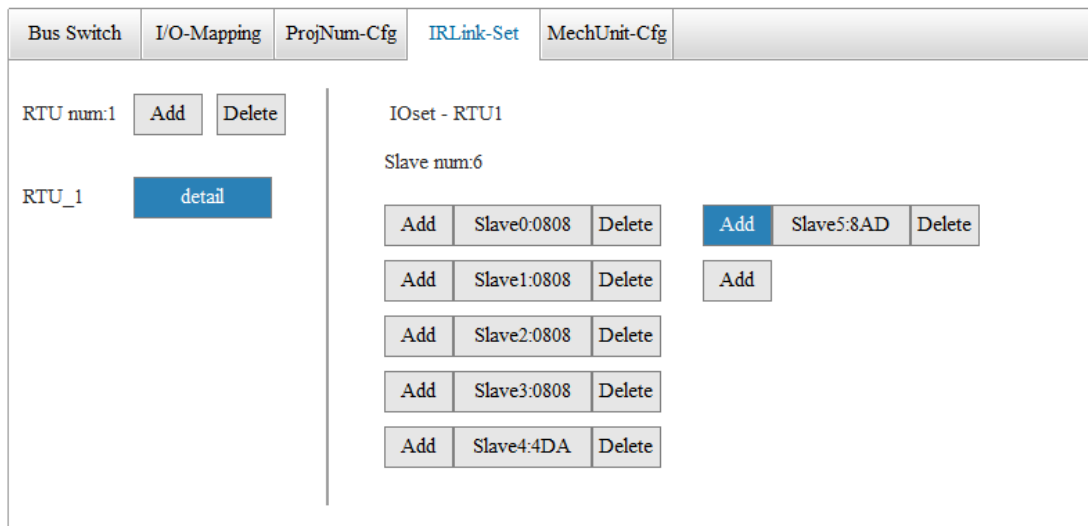 Bus Switch I/O-Mapping ProjNum-Cfg IRLink-Set MechUnit-Cfg
RTU num:1 Add Delete
RTU_1 detail
IOset - RTU1
Slave num:6
Add Slave0:0808 Delete
Add Slave1:0808 Delete
Add Slave2:0808 Delete
Add Slave3:0808 Delete
Add Slave4:4DA Delete
Add Slave5:8AD Delete
Add